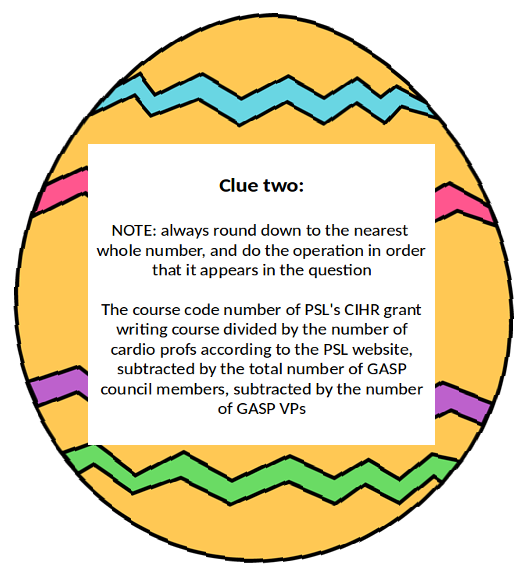 Clue two:
NOTE: always round down to the nearest
whole number, and do the operation in order
that it appears in the question
The course code number of PSL's CIHR grant
writing course divided by the number of
cardio profs according to the PSL website,
subtracted by the total number of GASP
council members, subtracted by the number
of GASP VPs